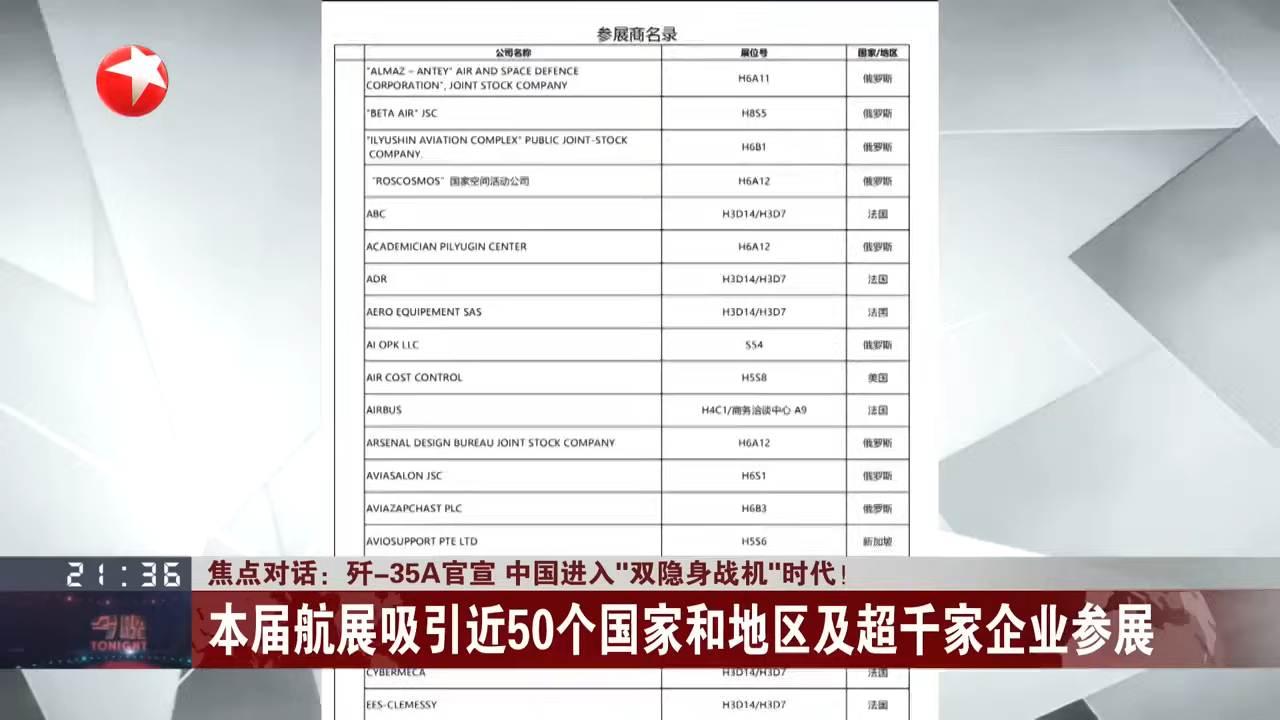 参展商名录
公司名称 展位号 国家/地区
"ALMAZ – ANTEY" AIR AND SPACE DEFENCE
CORPORATION", JOINT STOCK COMPANY H6A11 俄罗斯
"BETA AIR" JSC H8S5 俄罗斯
"ILYUSHIN AVIATION COMPLEX" PUBLIC JOINT-STOCK
COMPANY. H6B1 俄罗斯
"ROSCOSMOS" 国家空间活动公司 H6A12 俄罗斯
ABC H3D14/H3D7 法国
ACADEMICIAN PILYUGIN CENTER H6A12 俄罗斯
ADR H3D14/H3D7 法国
AERO EQUIPEMENT SAS H3D14/H3D7 法国
AI OPK LLC S54 俄罗斯
AIR COST CONTROL H5S8 美国
AIRBUS H4C1/商务洽谈中心 A9 法国
ARSENAL DESIGN BUREAU JOINT STOCK COMPANY H6A12 俄罗斯
AVIASALON JSC H6S1 俄罗斯
AVIAZAPCHAST PLC H6B3 俄罗斯
AVIOSUPPORT PTE LTD H5S6 新加坡
21:36 焦点对话：歼-35A官宣 中国进入"双隐身战机"时代！
今晚
TONIGHT
本届航展吸引近50个国家和地区及超千家企业参展
CYBERMECA H3D14/H3D7 法国
EES-CLEMESSY H3D14/H3D7 法国